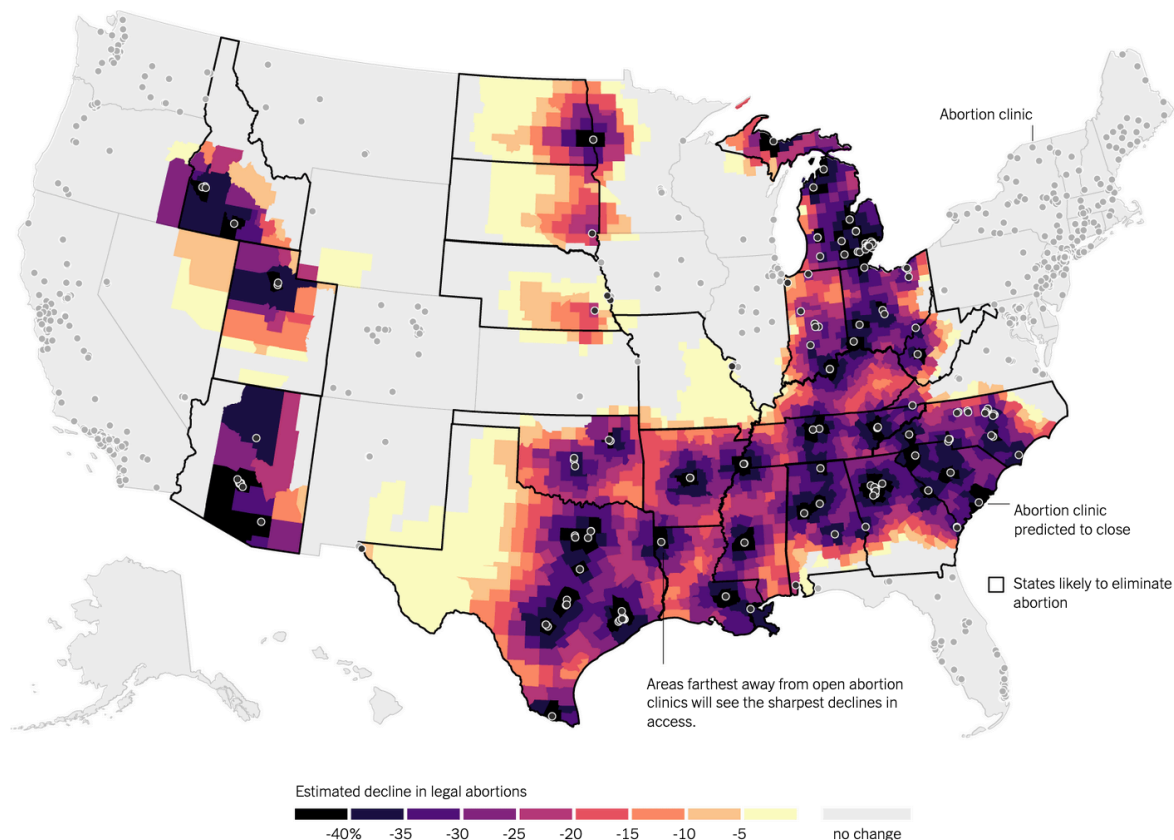 Abortion clinic
Abortion clinic
predicted to close
States likely to eliminate
abortion
Areas farthest away from open abortion
clinics will see the sharpest declines in
access.
Estimated decline in legal abortions
-40% -35 -30 -25 -20 -15 -10 -5 no change